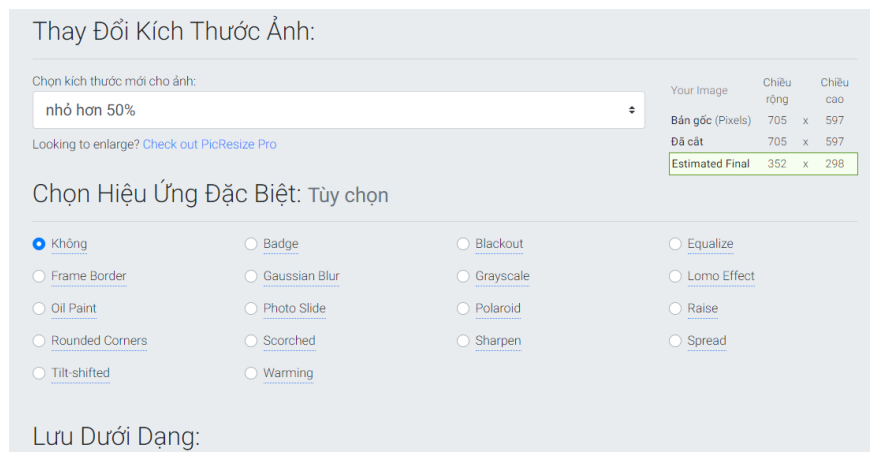 Thay Đổi Kích Thước Ảnh:
Chọn kích thước mới cho ảnh:
nhỏ hơn 50%
Looking to enlarge? Check out PicResize Pro
Your Image Chiều rộng Chiều cao
Bản gốc (Pixels) 705 x 597
Đã cắt 705 x 597
Estimated Final 352 x 298
Chọn Hiệu Ứng Đặc Biệt: Tùy chọn
Không Badge Blackout Equalize
Frame Border Gaussian Blur Grayscale Lomo Effect
Oil Paint Photo Slide Polaroid Raise
Rounded Corners Scorched Sharpen Spread
Tilt-shifted Warming
Lưu Dưới Dạng: